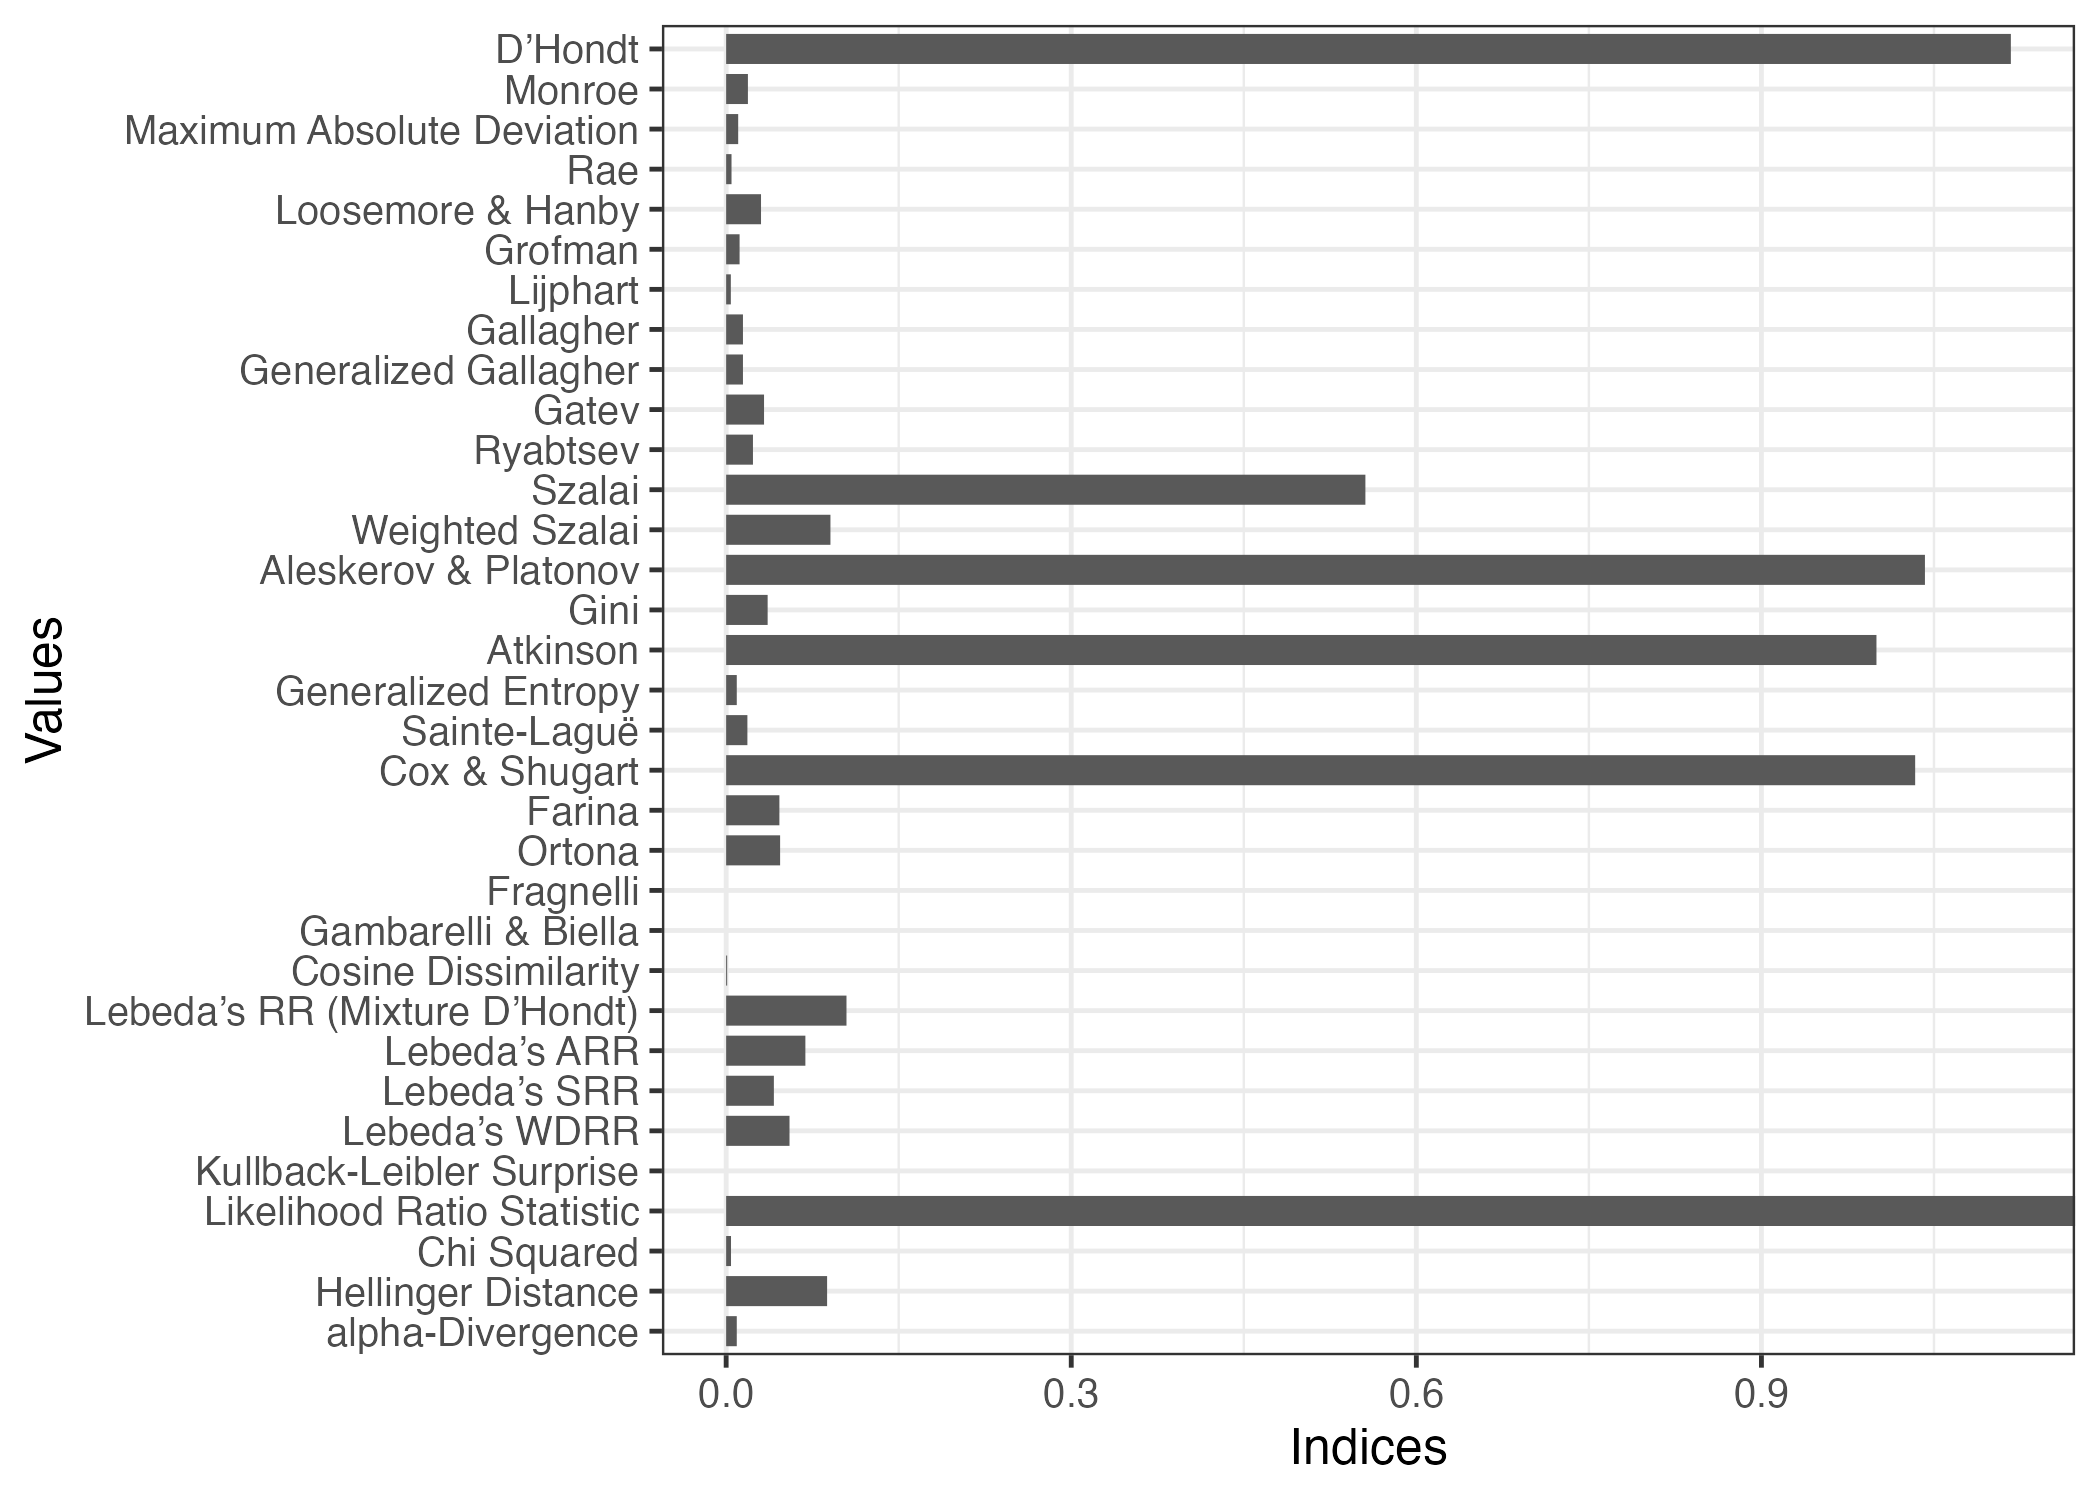 D’Hondt
Monroe
Maximum Absolute Deviation
Rae
Loosemore & Hanby
Grofman
Lijphart
Gallagher
Generalized Gallagher
Gatev
Ryabtsev
Szalai
Weighted Szalai
Aleskerov & Platonov
Gini
Atkinson
Generalized Entropy
Sainte-Laguë
Cox & Shugart
Farina
Ortona
Fragnelli
Gambarelli & Biella
Cosine Dissimilarity
Lebeda’s RR (Mixture D’Hondt)
Lebeda’s ARR
Lebeda’s SRR
Lebeda’s WDRR
Kullback-Leibler Surprise
Likelihood Ratio Statistic
Chi Squared
Hellinger Distance
alpha-Divergence
Values
0.0 0.3 0.6 0.9
Indices